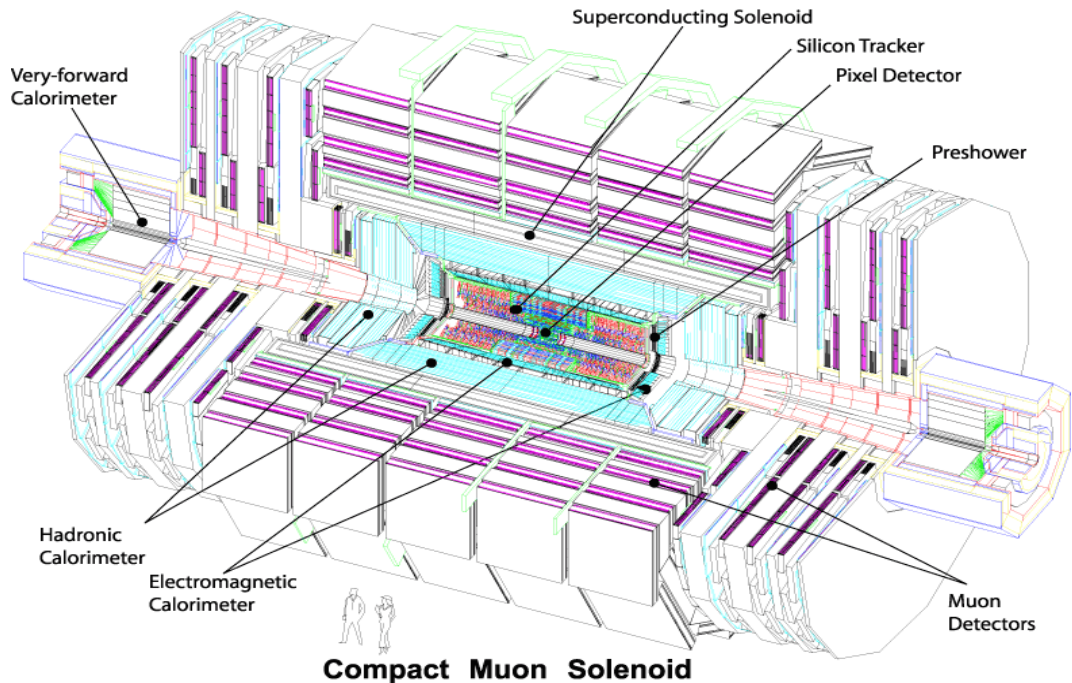 Superconducting Solenoid
Silicon Tracker
Pixel Detector
Very-forward
Calorimeter
Preshower
Hadronic
Calorimeter
Electromagnetic
Calorimeter
Muon
Detectors
Compact Muon Solenoid